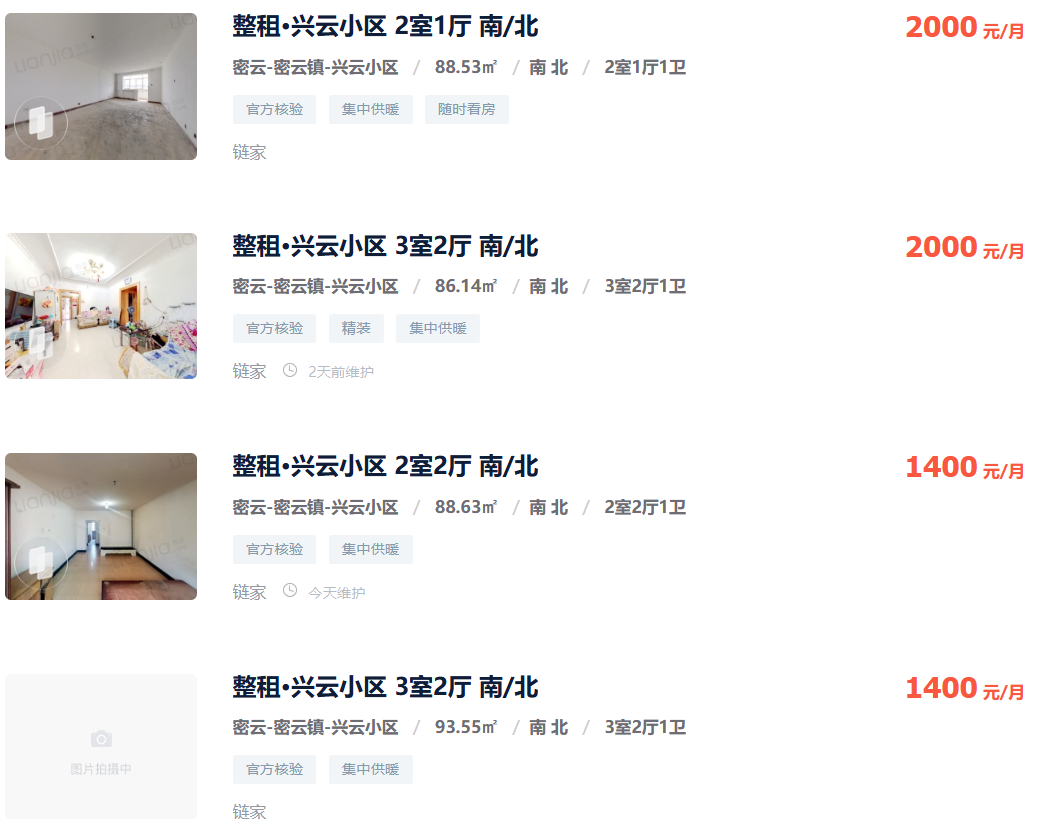 整租·兴云小区 2室1厅 南/北
2000 元/月
密云-密云镇-兴云小区 / 88.53㎡ / 南 北 / 2室1厅1卫
官方核验 集中供暖 随时看房
链家
整租·兴云小区 3室2厅 南/北
2000 元/月
密云-密云镇-兴云小区 / 86.14㎡ / 南 北 / 3室2厅1卫
官方核验 精装 集中供暖
链家 2天前维护
整租·兴云小区 2室2厅 南/北
1400 元/月
密云-密云镇-兴云小区 / 88.63㎡ / 南 北 / 2室2厅1卫
官方核验 集中供暖
链家 今天维护
图片拍摄中
整租·兴云小区 3室2厅 南/北
1400 元/月
密云-密云镇-兴云小区 / 93.55㎡ / 南 北 / 3室2厅1卫
官方核验 集中供暖
链家